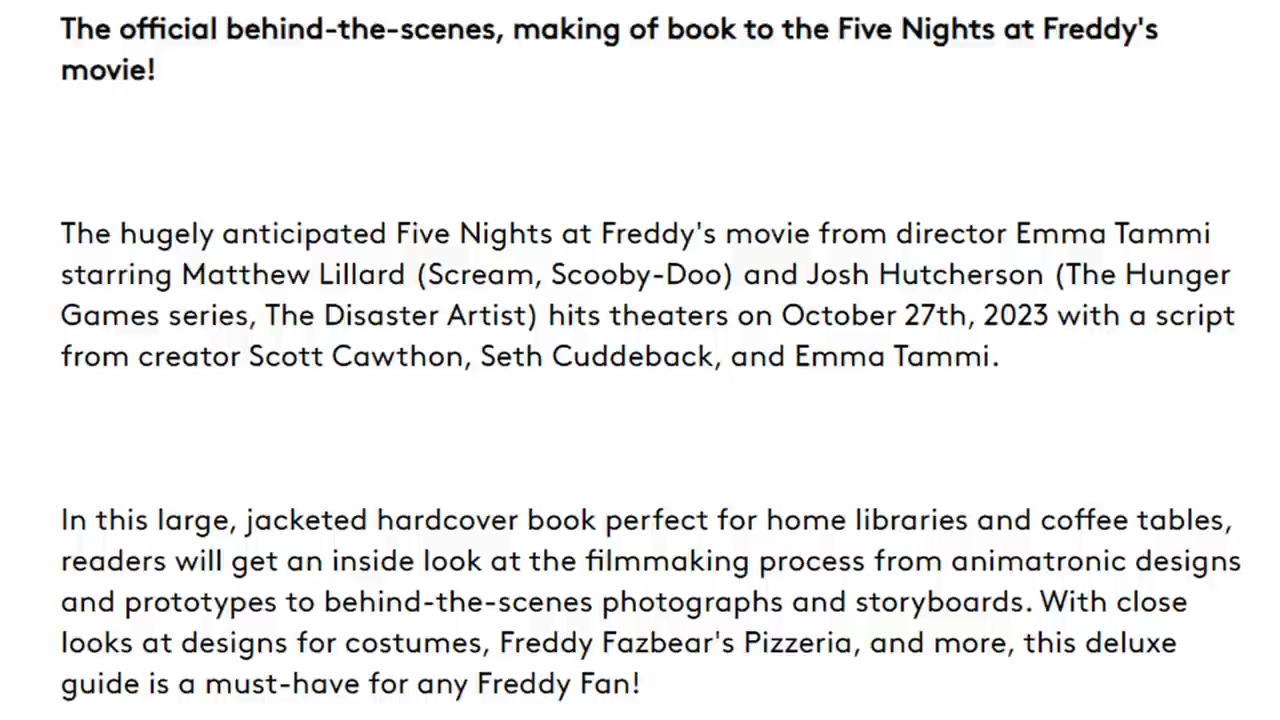 The official behind-the-scenes, making of book to the Five Nights at Freddy's
movie!
The hugely anticipated Five Nights at Freddy's movie from director Emma Tammi
starring Matthew Lillard (Scream, Scooby-Doo) and Josh Hutcherson (The Hunger
Games series, The Disaster Artist) hits theaters on October 27th, 2023 with a script
from creator Scott Cawthon, Seth Cuddeback, and Emma Tammi.
In this large, jacketed hardcover book perfect for home libraries and coffee tables,
readers will get an inside look at the filmmaking process from animatronic designs
and prototypes to behind-the-scenes photographs and storyboards. With close
looks at designs for costumes, Freddy Fazbear's Pizzeria, and more, this deluxe
guide is a must-have for any Freddy Fan!